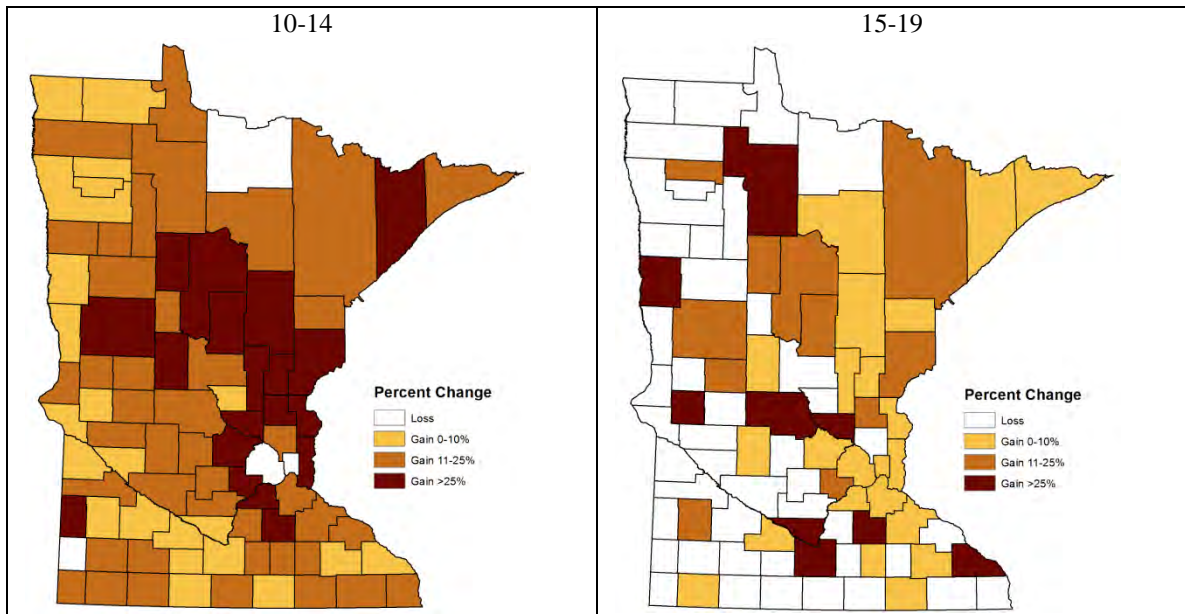 10-14
15-19
Percent Change
Loss
Gain 0-10%
Gain 11-25%
Gain >25%
Percent Change
Loss
Gain 0-10%
Gain 11-25%
Gain >25%